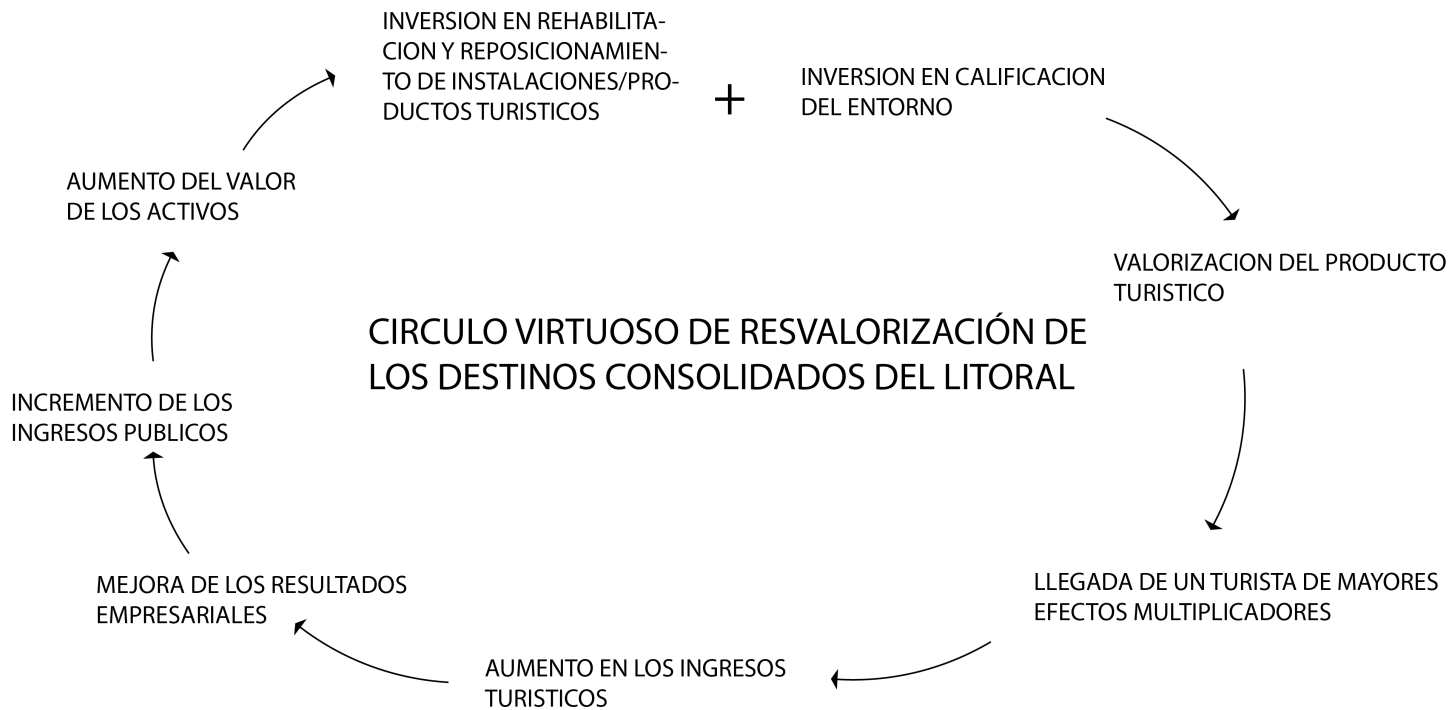 INVERSION EN REHABILITA-
CION Y REPOSICIONAMIEN-
TO DE INSTALACIONES/PRO-
DUCTOS TURISTICOS
+
INVERSION EN CALIFICACION
DEL ENTORNO
VALORIZACION DEL PRODUCTO
TURISTICO
LLEGADA DE UN TURISTA DE MAYORES
EFECTOS MULTIPLICADORES
AUMENTO EN LOS INGRESOS
TURISTICOS
MEJORA DE LOS RESULTADOS
EMPRESARIALES
INCREMENTO DE LOS
INGRESOS PUBLICOS
AUMENTO DEL VALOR
DE LOS ACTIVOS
CIRCULO VIRTUOSO DE RESVALORIZACIÓN DE
LOS DESTINOS CONSOLIDADOS DEL LITORAL